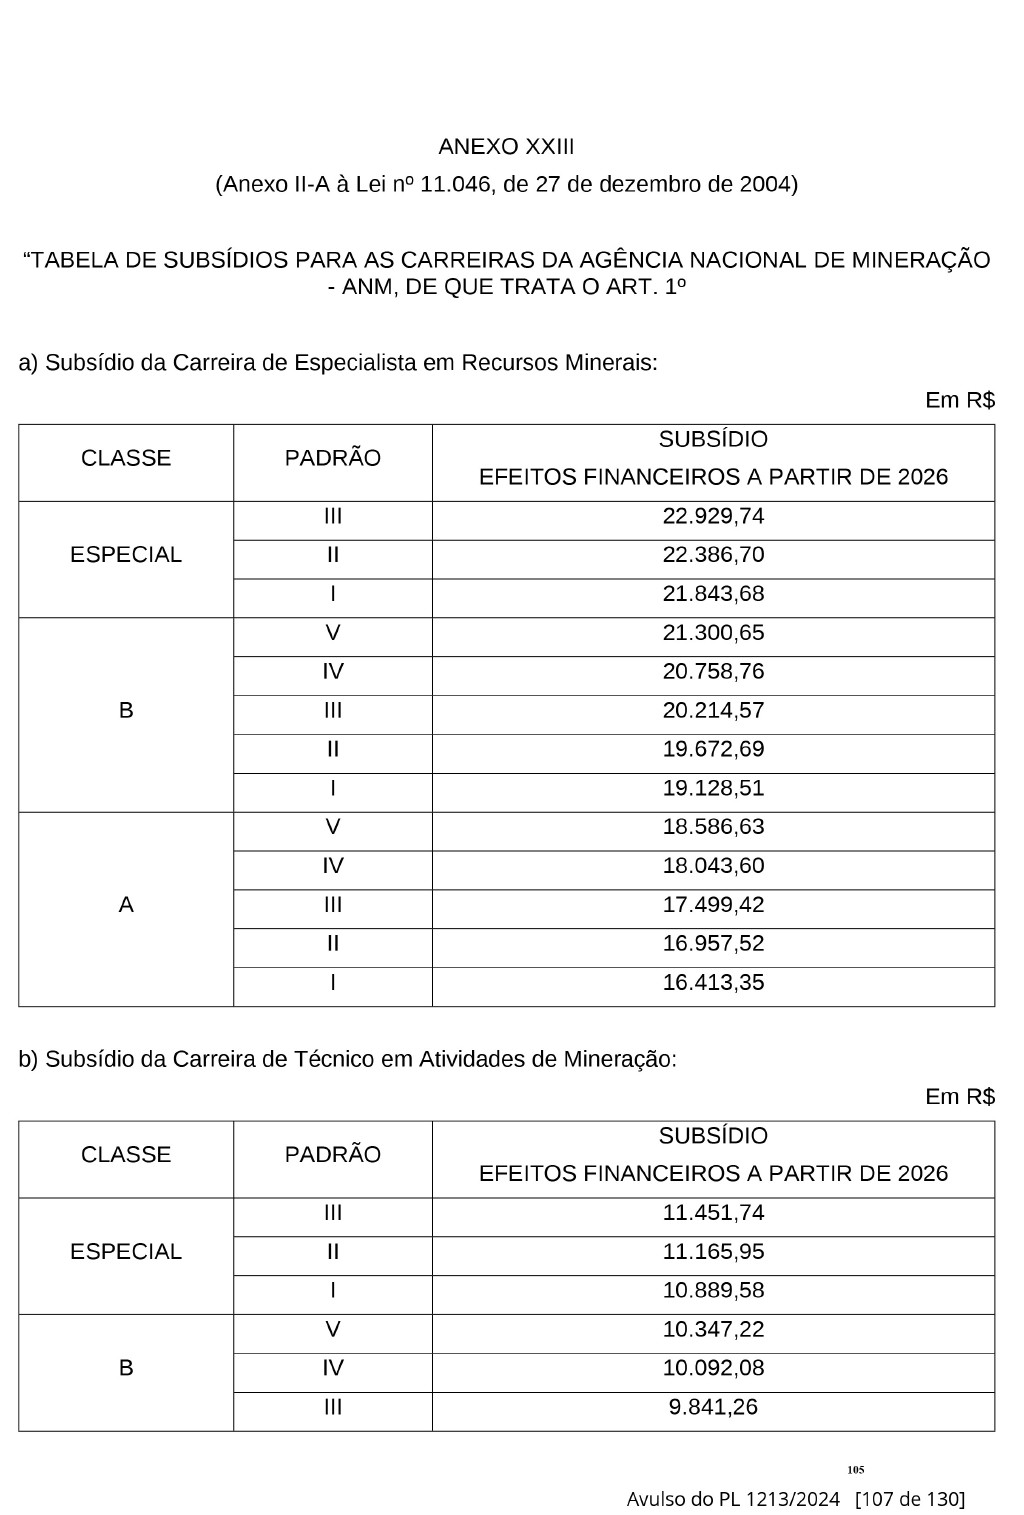 ANEXO XXIII
(Anexo II-A à Lei nº 11.046, de 27 de dezembro de 2004)
“TABELA DE SUBSÍDIOS PARA AS CARREIRAS DA AGÊNCIA NACIONAL DE MINERAÇÃO
- ANM, DE QUE TRATA O ART. 1º
a) Subsídio da Carreira de Especialista em Recursos Minerais:
Em R$
CLASSE PADRÃO SUBSÍDIO
EFEITOS FINANCEIROS A PARTIR DE 2026
ESPECIAL
III 22.929,74
II 22.386,70
I 21.843,68
B
V 21.300,65
IV 20.758,76
III 20.214,57
II 19.672,69
I 19.128,51
A
V 18.586,63
IV 18.043,60
III 17.499,42
II 16.957,52
I 16.413,35
b) Subsídio da Carreira de Técnico em Atividades de Mineração:
Em R$
CLASSE PADRÃO SUBSÍDIO
EFEITOS FINANCEIROS A PARTIR DE 2026
ESPECIAL
III 11.451,74
II 11.165,95
I 10.889,58
B
V 10.347,22
IV 10.092,08
III 9.841,26
105
Avulso do PL 1213/2024 [107 de 130]